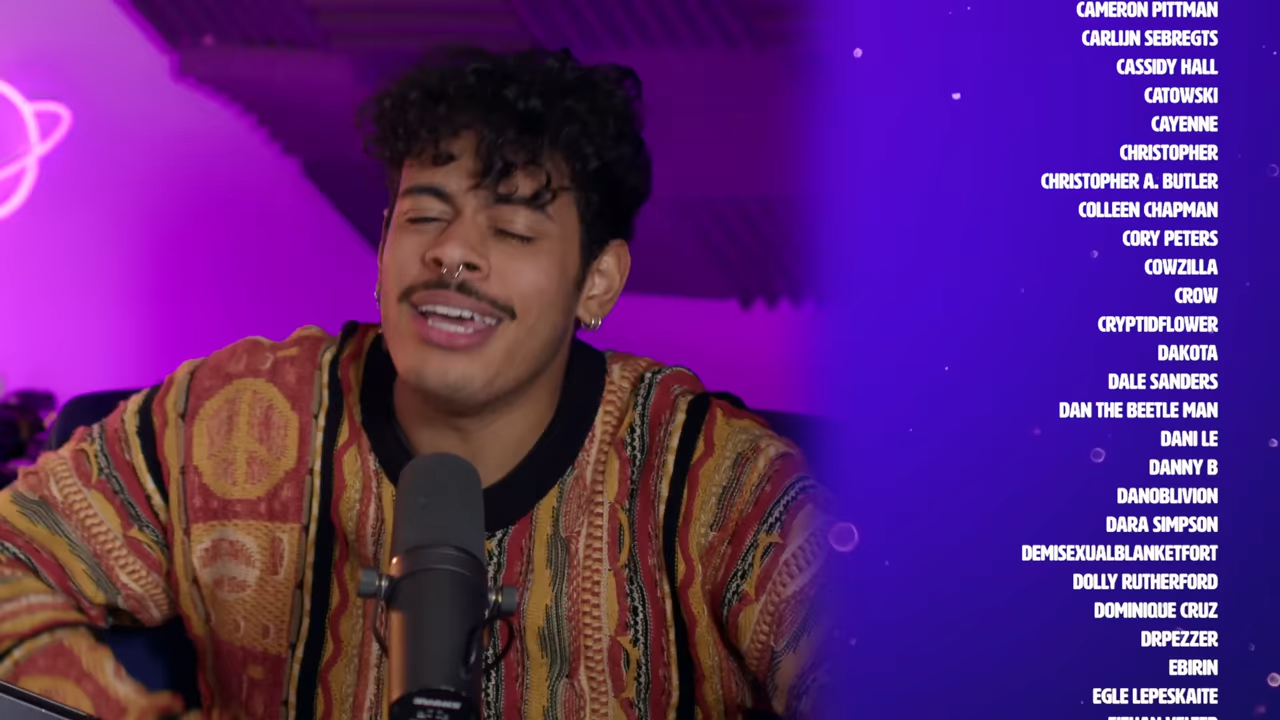 CAMERON PITTMAN
CARLIJN SEBREGTS
CASSIDY HALL
CATOWSKI
CAYENNE
CHRISTOPHER
CHRISTOPHER A. BUTLER
COLLEEN CHAPMAN
CORY PETERS
COWZILLA
CROW
CRYPTIDFLOWER
DAKOTA
DALE SANDERS
DAN THE BEETLE MAN
DANI LE
DANNY B
DANOBLIVION
DARA SIMPSON
DEMISEXUALBLANKETFORT
DOLLY RUTHERFORD
DOMINIQUE CRUZ
DRPEZZER
EBIRIN
EGLE LEPESKAITE